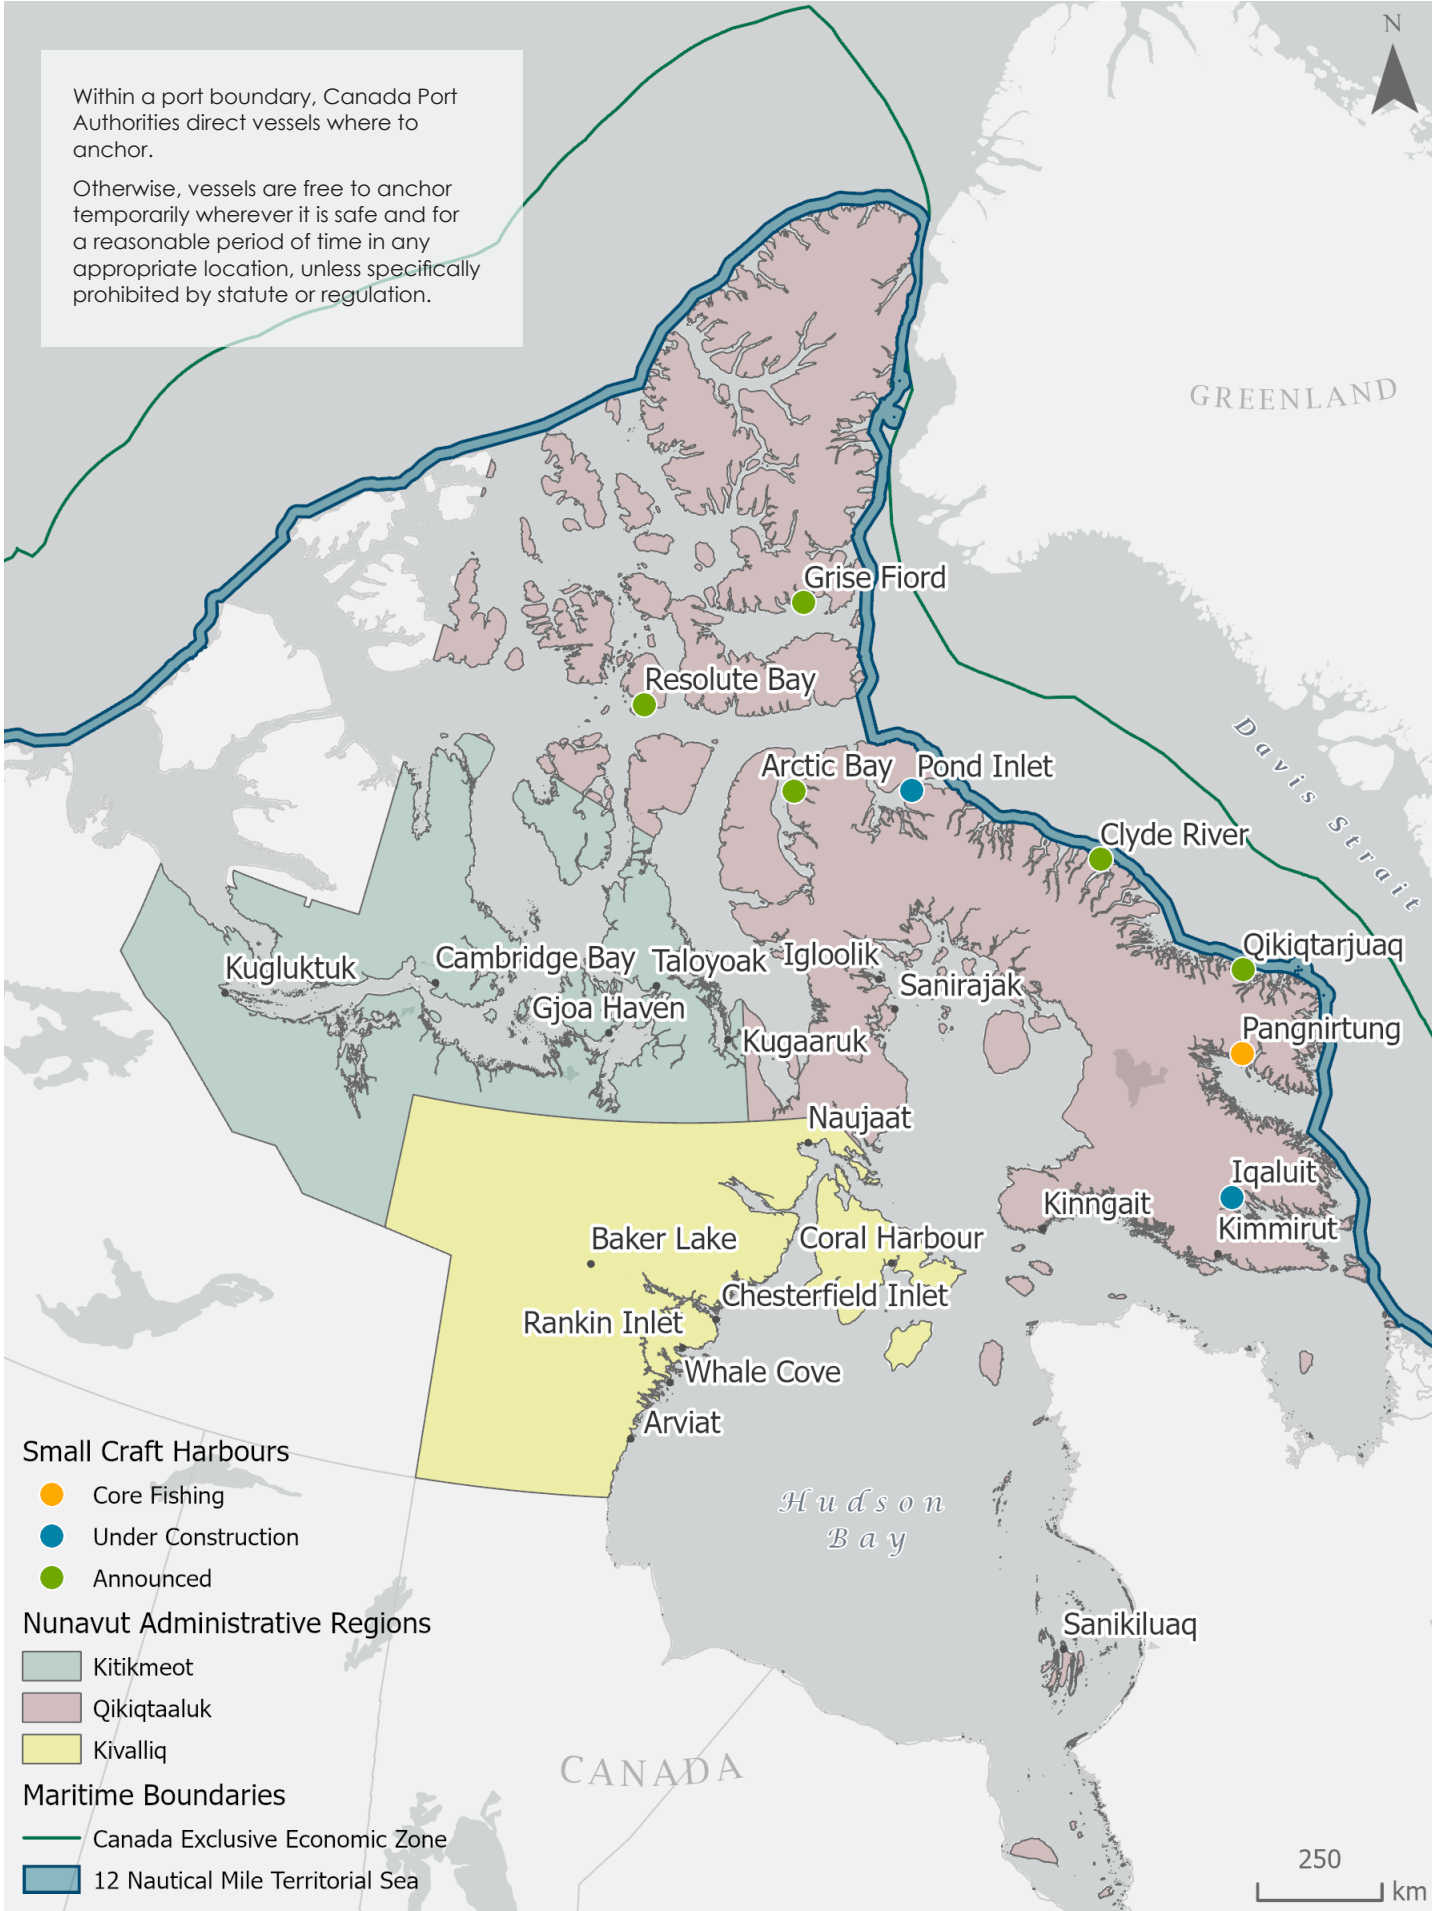 N
Within a port boundary, Canada Port
Authorities direct vessels where to
anchor.
Otherwise, vessels are free to anchor
temporarily wherever it is safe and for
a reasonable period of time in any
appropriate location, unless specifically
prohibited by statute or regulation.
GREENLAND
Grise Fiord
Resolute Bay
Arctic Bay
Pond Inlet
Davis Strait
Clyde River
Qikiqtarjuaq
Kugluktuk
Cambridge Bay
Taloyoak
Igloolik
Sanirajak
Gjoa Haven
Pangnirtung
Kugaaruk
Naujaat
Iqaluit
Kinngait
Kimmirut
Baker Lake
Coral Harbour
Chesterfield Inlet
Rankin Inlet
Whale Cove
Arviat
Hudson
Bay
Sanikiluaq
CANADA
Small Craft Harbours
Core Fishing
Under Construction
Announced
Nunavut Administrative Regions
Kitikmeot
Qikiqtaaluk
Kivalliq
Maritime Boundaries
Canada Exclusive Economic Zone
12 Nautical Mile Territorial Sea
250
km